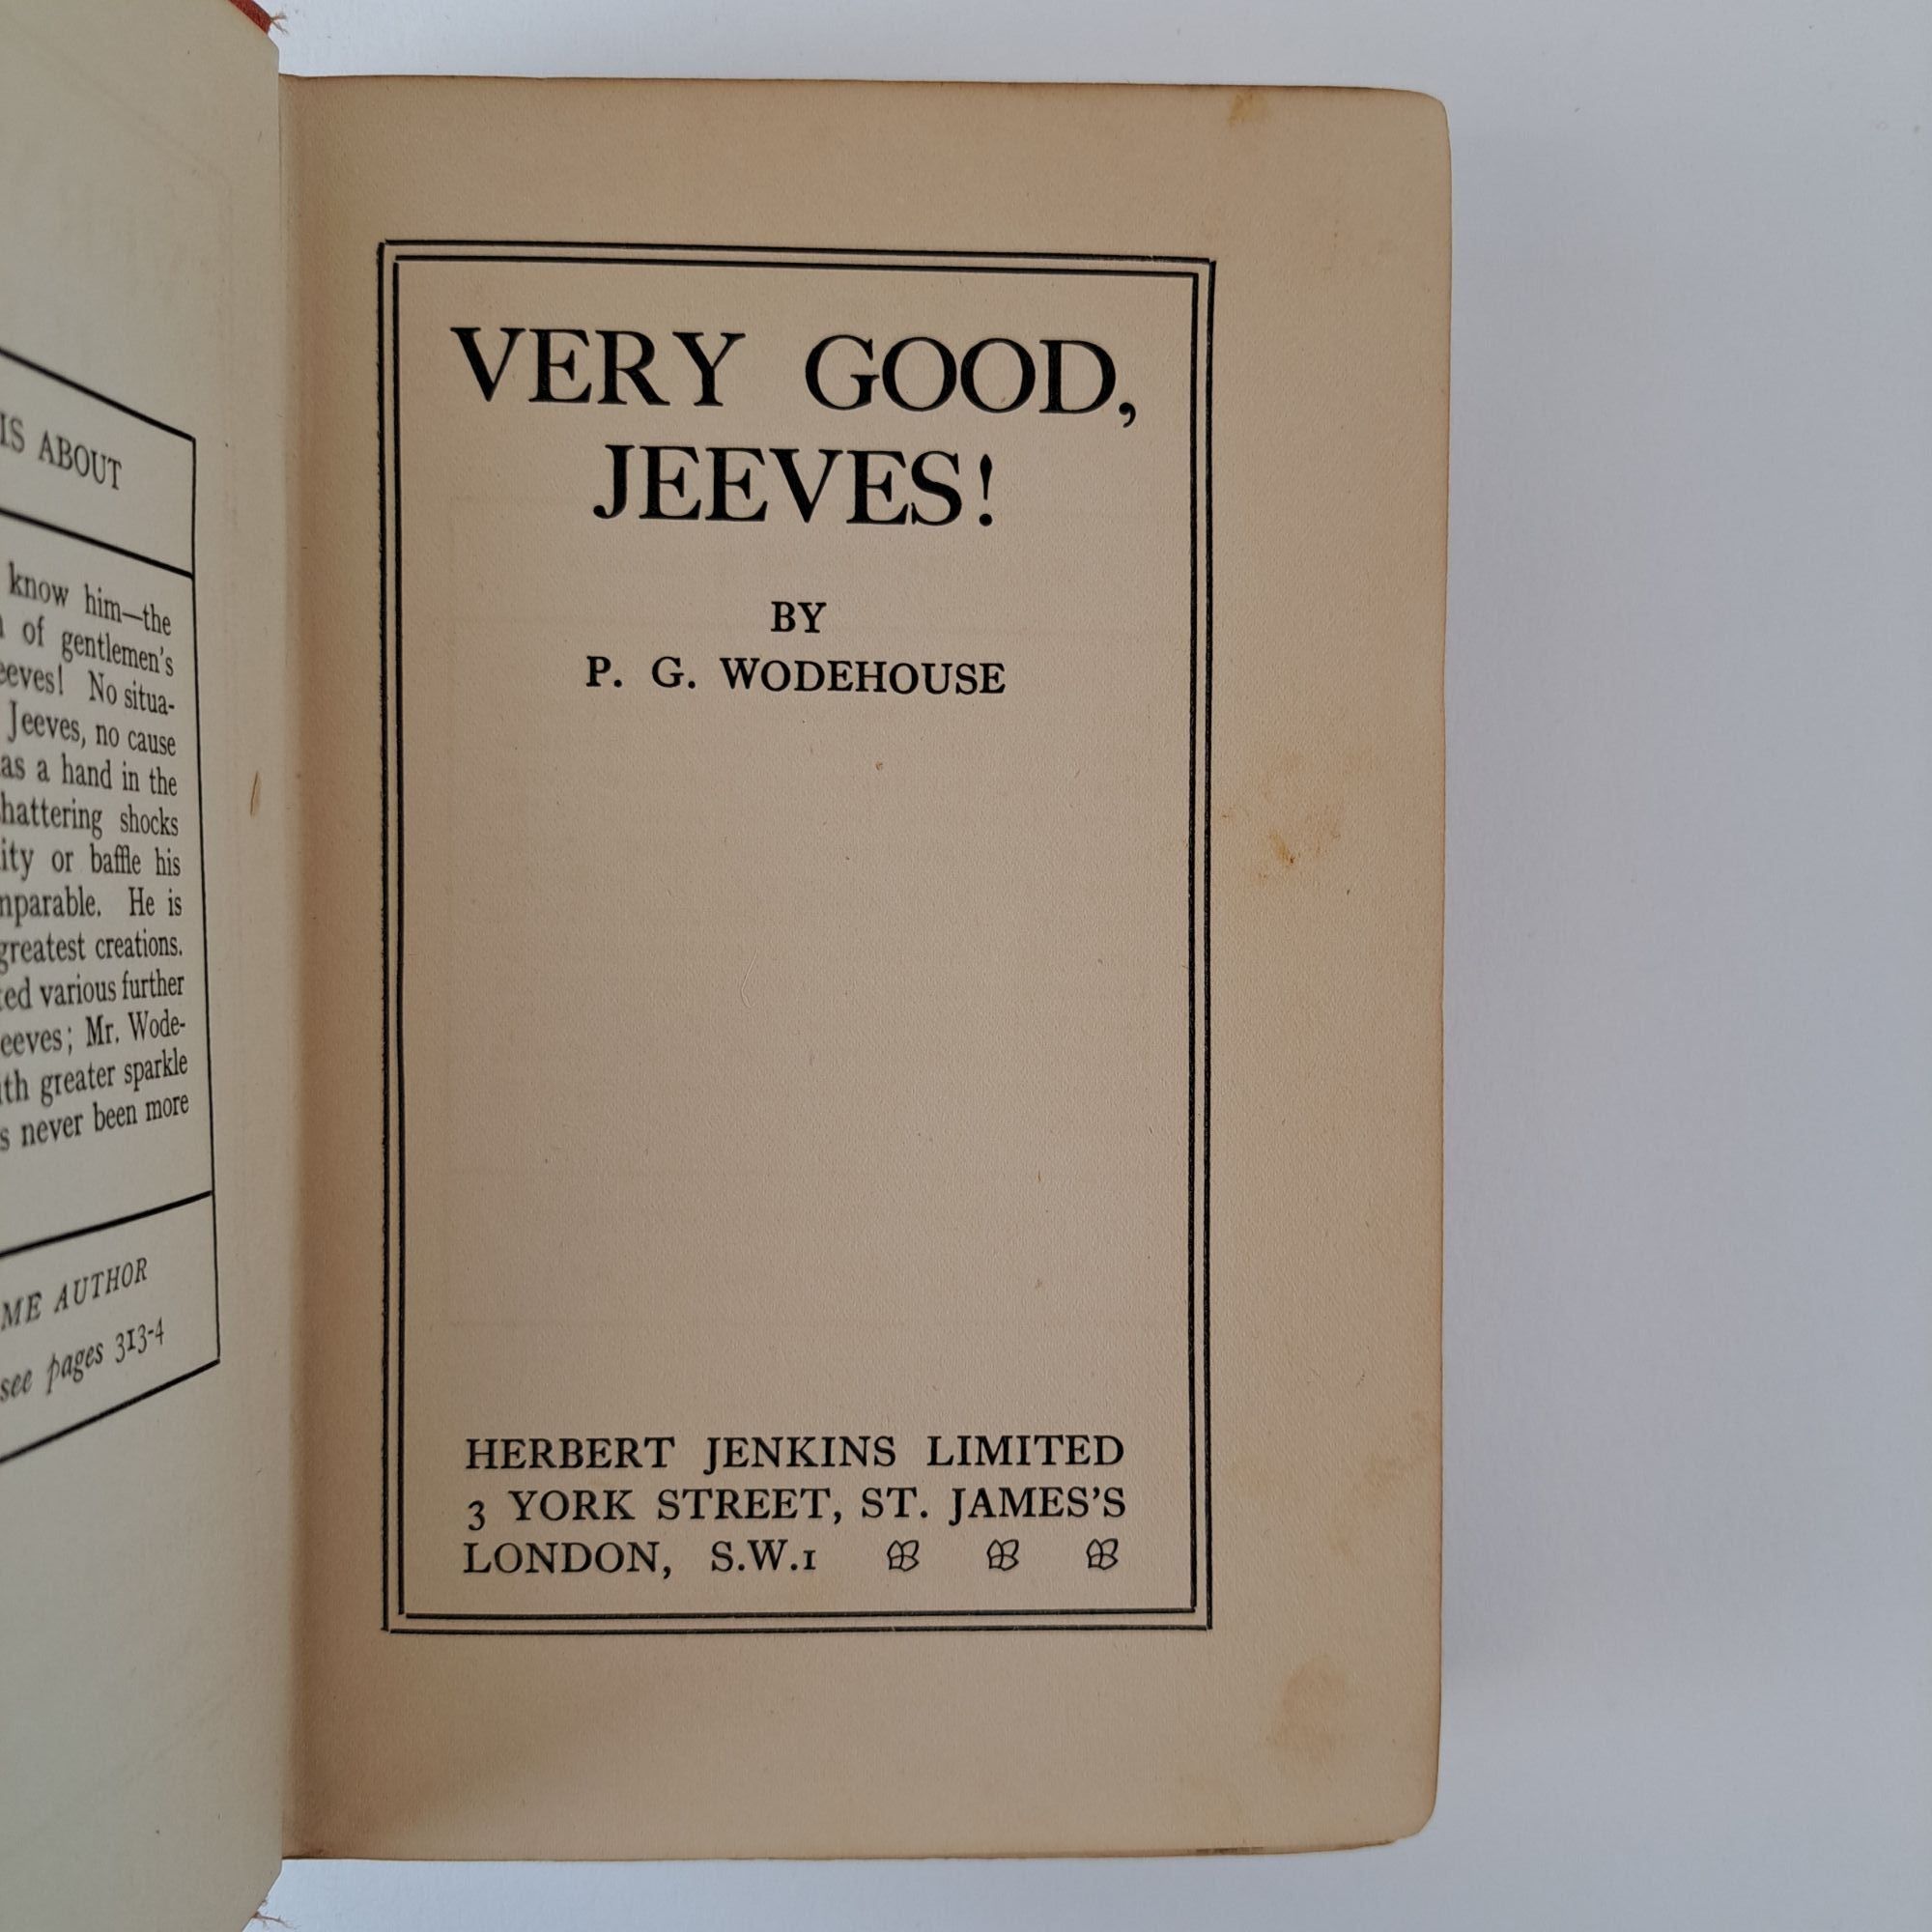 IS ABOUT
know him—the
of gentlemen's
eeves! No situa-
Jeeves, no cause
as a hand in the
hattering shocks
ity or baffle his
mparable. He is
greatest creations.
ed various further
eeves; Mr. Wode-
th greater sparkle
s never been more
ME AUTHOR
see pages 313-4
VERY GOOD,
JEEVES!
BY
P. G. WODEHOUSE
HERBERT JENKINS LIMITED
3 YORK STREET, ST. JAMES'S
LONDON, S.W.1